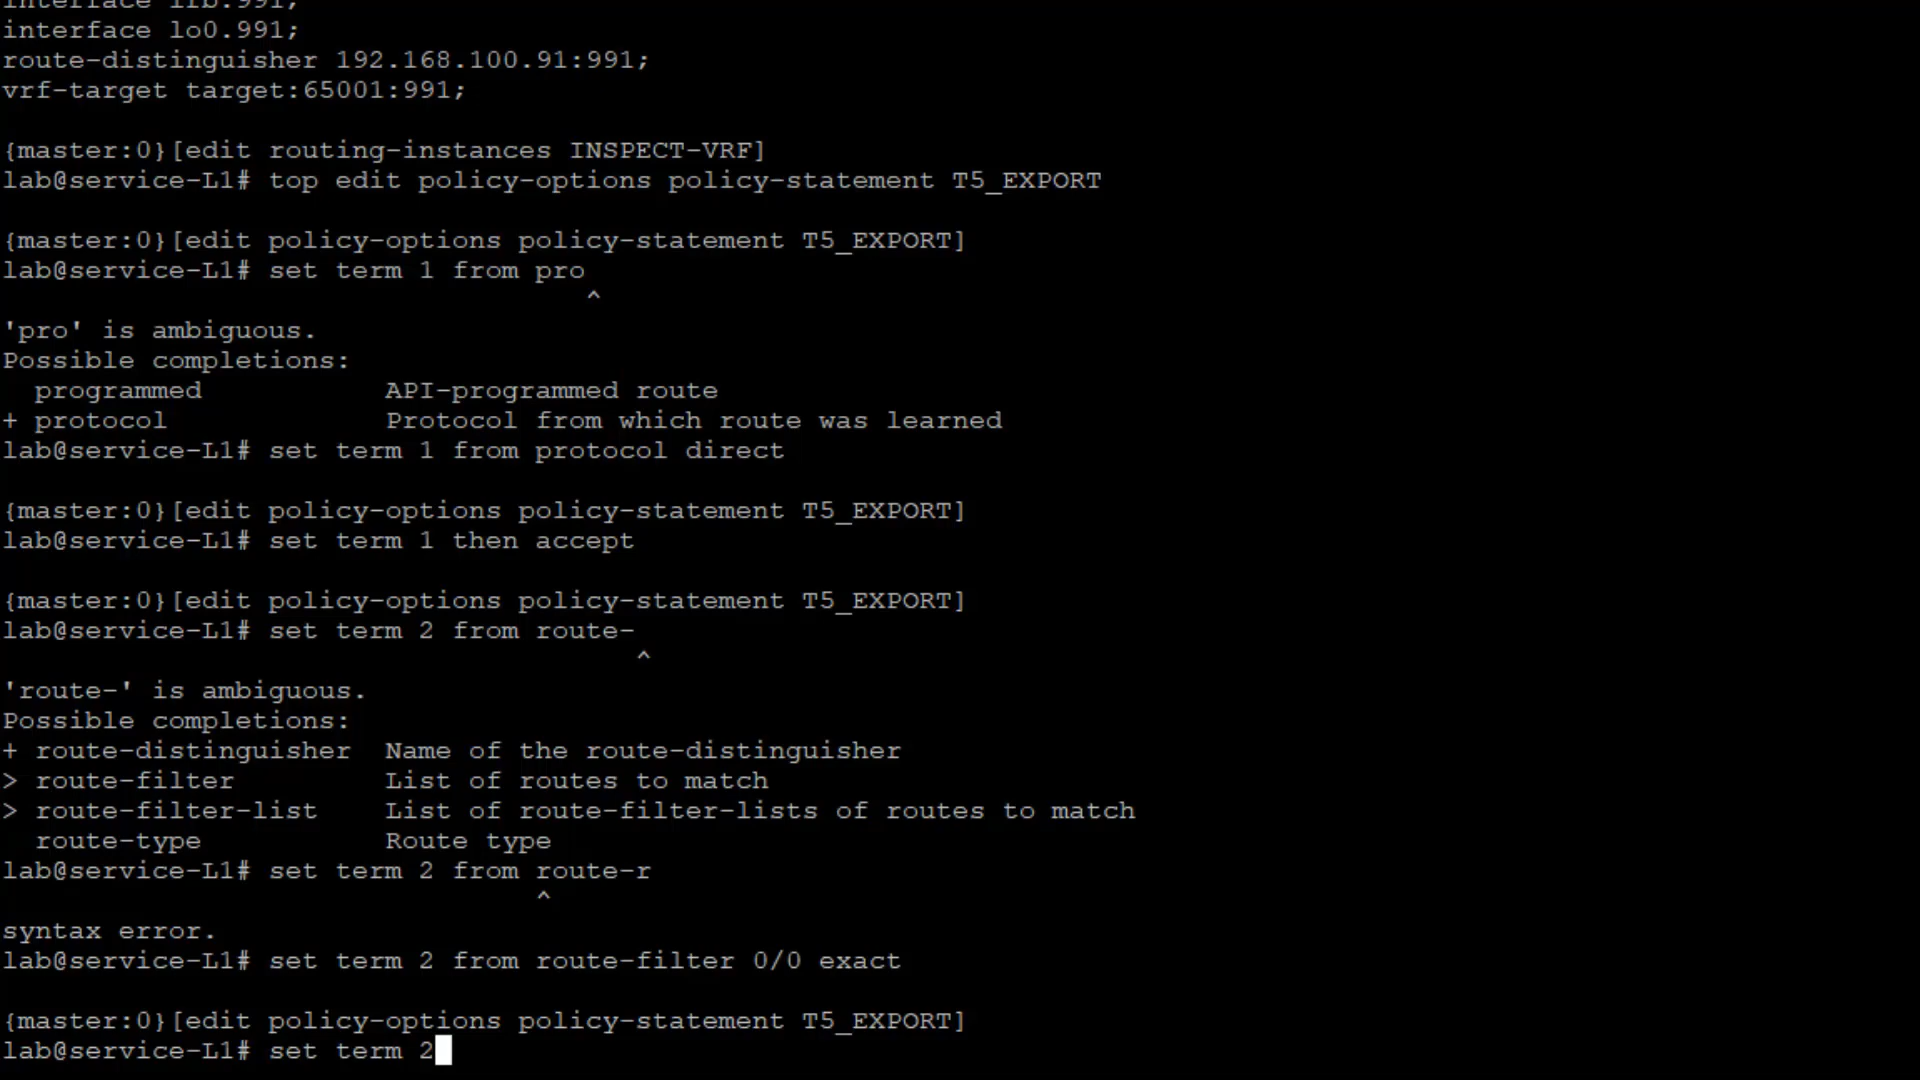 interface irb.991;
interface lo0.991;
route-distinguisher 192.168.100.91:991;
vrf-target target:65001:991;
{master:0}[edit routing-instances INSPECT-VRF]
lab@service-L1# top edit policy-options policy-statement T5_EXPORT
{master:0}[edit policy-options policy-statement T5_EXPORT]
lab@service-L1# set term 1 from pro
^
'pro' is ambiguous.
Possible completions:
programmed API-programmed route
+ protocol Protocol from which route was learned
lab@service-L1# set term 1 from protocol direct
{master:0}[edit policy-options policy-statement T5_EXPORT]
lab@service-L1# set term 1 then accept
{master:0}[edit policy-options policy-statement T5_EXPORT]
lab@service-L1# set term 2 from route-
^
'route-' is ambiguous.
Possible completions:
+ route-distinguisher Name of the route-distinguisher
> route-filter List of routes to match
> route-filter-list List of route-filter-lists of routes to match
route-type Route type
lab@service-L1# set term 2 from route-r
^
syntax error.
lab@service-L1# set term 2 from route-filter 0/0 exact
{master:0}[edit policy-options policy-statement T5_EXPORT]
lab@service-L1# set term 2